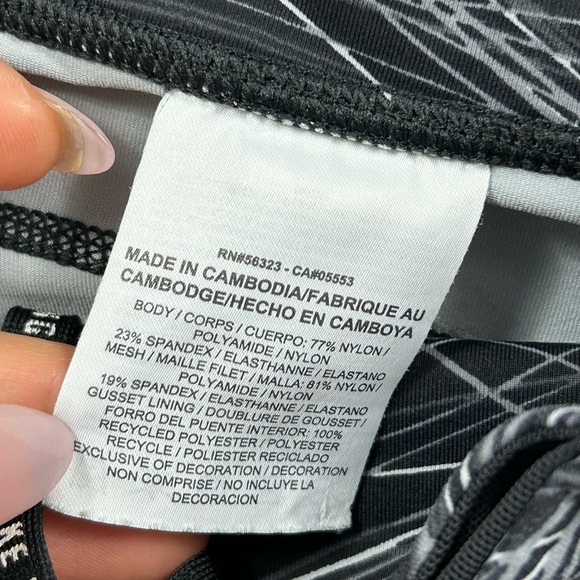 RN#56323 - CA#05553
MADE IN CAMBODIA/FABRIQUE AU
CAMBODGE/HECHO EN CAMBOYA
BODY / CORPS / CUERPO: 77% NYLON /
POLYAMIDE / NYLON
23% SPANDEX / ELASTHANNE / ELASTANO
MESH / MAILLE FILET / MALLA: 81% NYLON /
POLYAMIDE / NYLON
19% SPANDEX / ELASTHANNE / ELASTANO
GUSSET LINING / DOUBLURE DE GOUSSET /
FORRO DEL PUENTE INTERIOR: 100%
RECYCLED POLYESTER / POLYESTER
RECYCLE / POLIESTER RECICLADO
EXCLUSIVE OF DECORATION / DECORATION
NON COMPRISE / NO INCLUYE LA DECORACION
ME